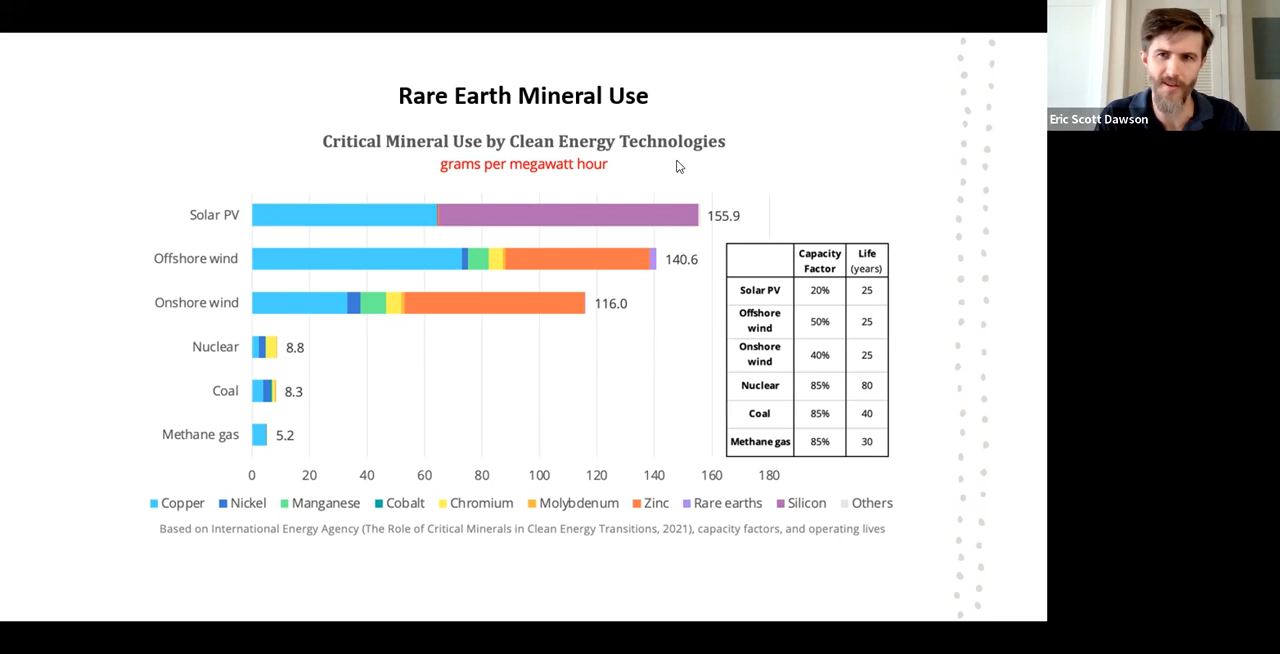 Rare Earth Mineral Use
Critical Mineral Use by Clean Energy Technologies
grams per megawatt hour
Eric Scott Dawson
Solar PV 155.9
Offshore wind 140.6
Onshore wind 116.0
Nuclear 8.8
Coal 8.3
Methane gas 5.2
0 20 40 60 80 100 120 140 160 180
Capacity Life
Factor (years)
Solar PV 20% 25
Offshore
wind 50% 25
Onshore
wind 40% 25
Nuclear 85% 80
Coal 85% 40
Methane gas 85% 30
Copper Nickel Manganese Cobalt Chromium Molybdenum Zinc Rare earths Silicon Others
Based on International Energy Agency (The Role of Critical Minerals in Clean Energy Transitions, 2021), capacity factors, and operating lives